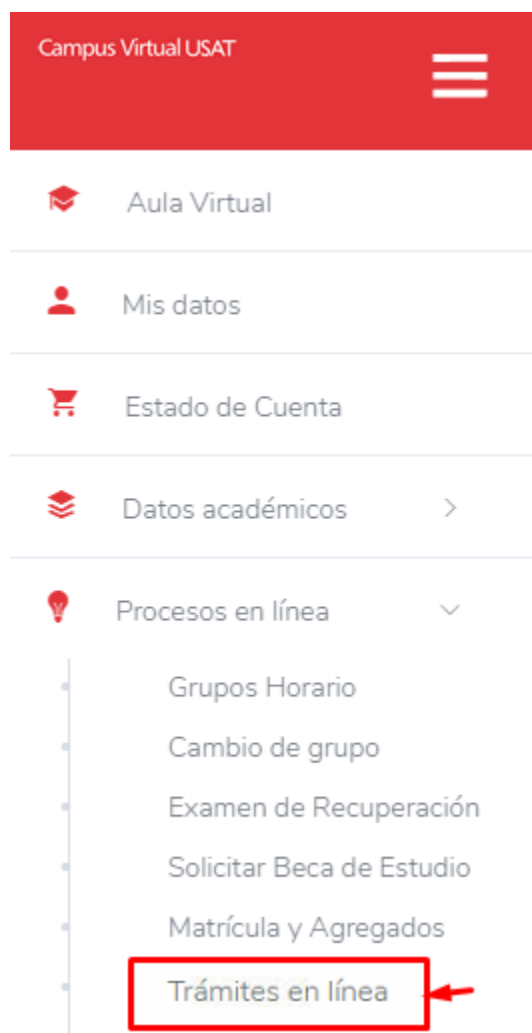 Campus Virtual USAT
Aula Virtual
Mis datos
Estado de Cuenta
Datos académicos
Procesos en línea
Grupos Horario
Cambio de grupo
Examen de Recuperación
Solicitar Beca de Estudio
Matrícula y Agregados
Trámites en línea